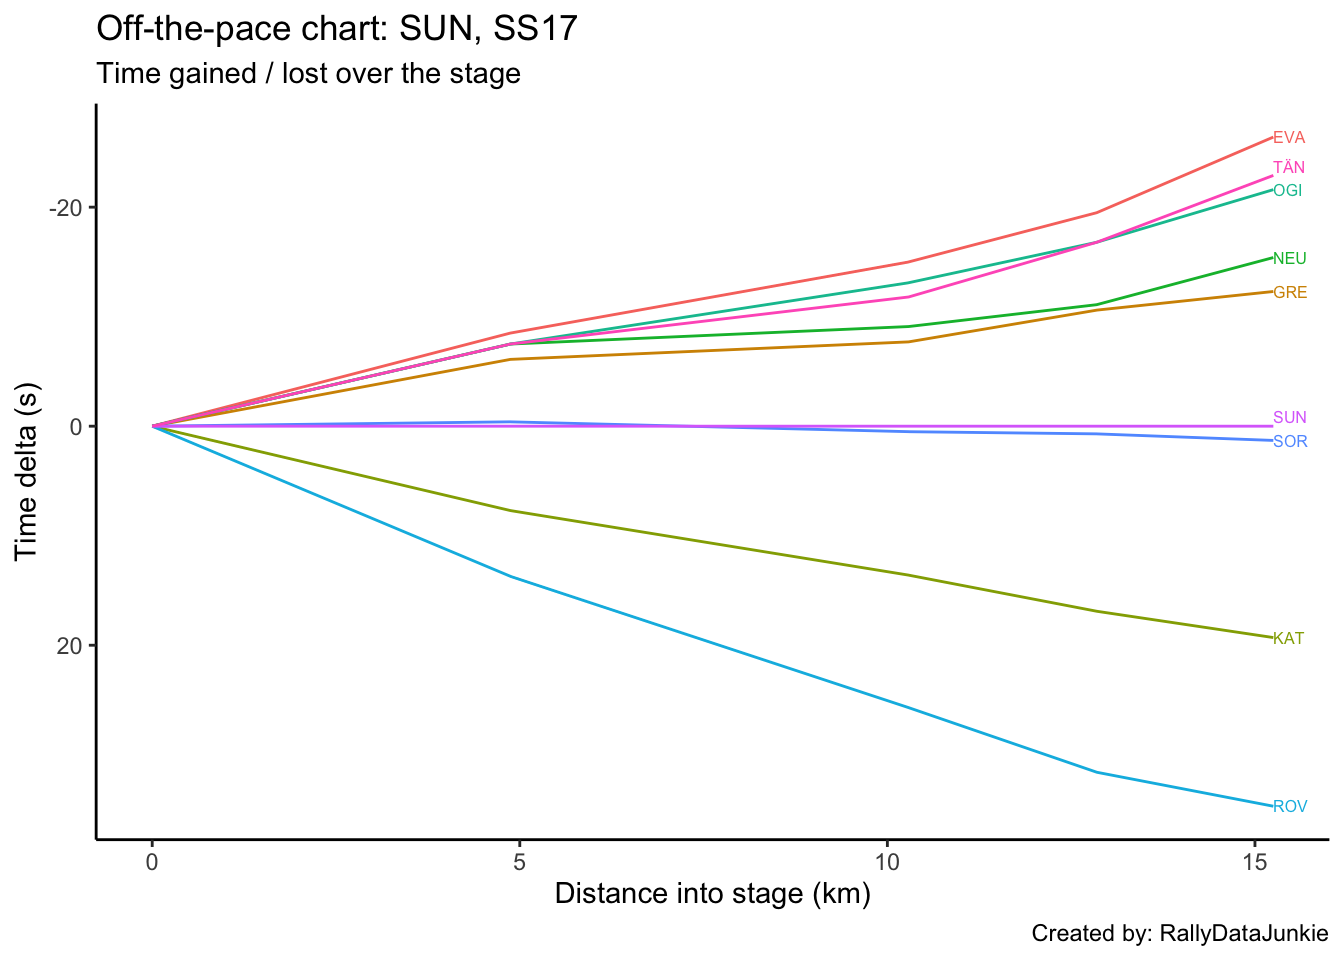 Off-the-pace chart: SUN, SS17
Time gained / lost over the stage
Time delta (s)
-20
0
20
EVA
TÄN
OGI
NEU
GRE
SUN
SOR
KAT
ROV
0 5 10 15
Distance into stage (km)
Created by: RallyDataJunkie